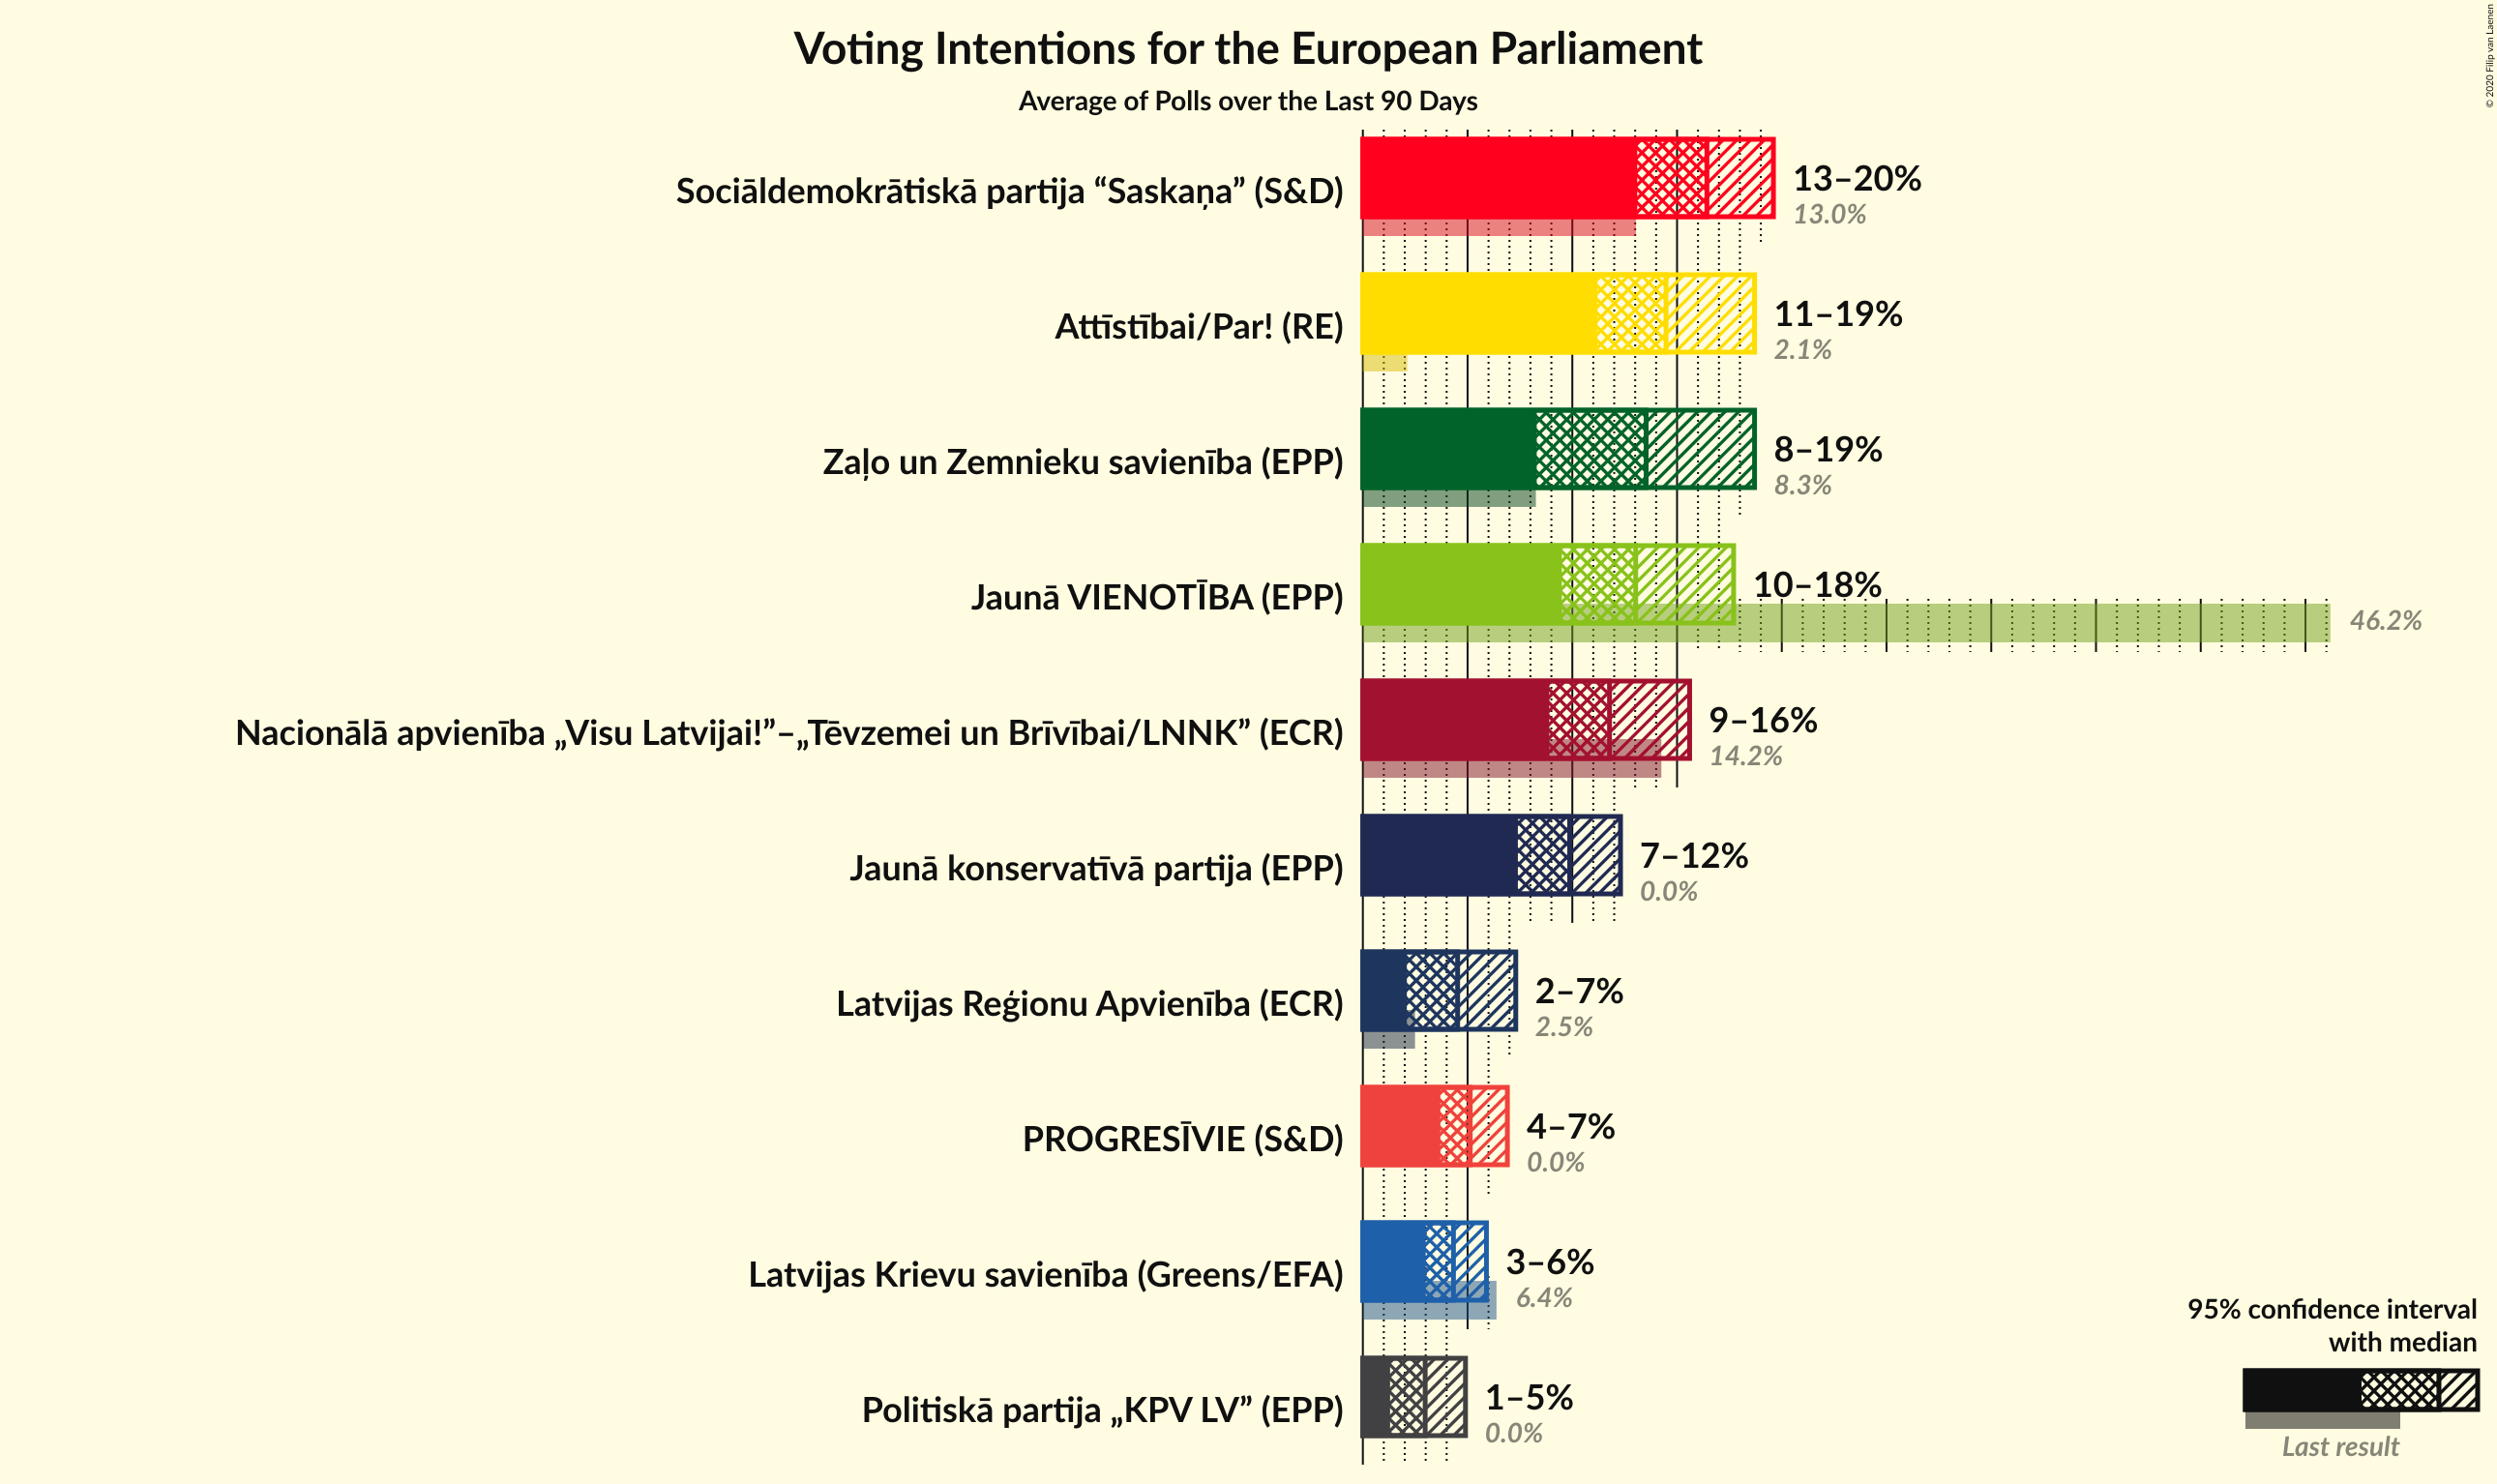 Voting Intentions for the European Parliament
Average of Polls over the Last 90 Days
© 2020 Filip van Laenen
Sociāldemokrātiskā partija “Saskaņa” (S&D)
13–20%
13.0%
Attīstībai/Par! (RE)
11–19%
2.1%
Zaļo un Zemnieku savienība (EPP)
8–19%
8.3%
Jaunā VIENOTĪBA (EPP)
10–18%
46.2%
Nacionālā apvienība „Visu Latvijai!”–„Tēvzemei un Brīvībai/LNNK” (ECR)
9–16%
14.2%
Jaunā konservatīvā partija (EPP)
7–12%
0.0%
Latvijas Reģionu Apvienība (ECR)
2–7%
2.5%
PROGRESĪVIE (S&D)
4–7%
0.0%
Latvijas Krievu savienība (Greens/EFA)
3–6%
6.4%
Politiskā partija „KPV LV” (EPP)
1–5%
0.0%
95% confidence interval
with median
Last result